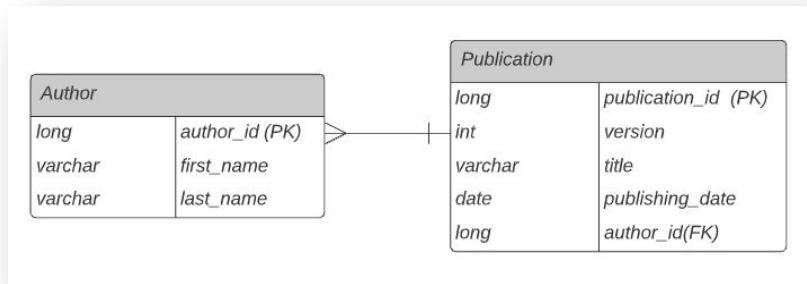 Author
long author_id (PK)
varchar first_name
varchar last_name
Publication
long publication_id (PK)
int version
varchar title
date publishing_date
long author_id(FK)